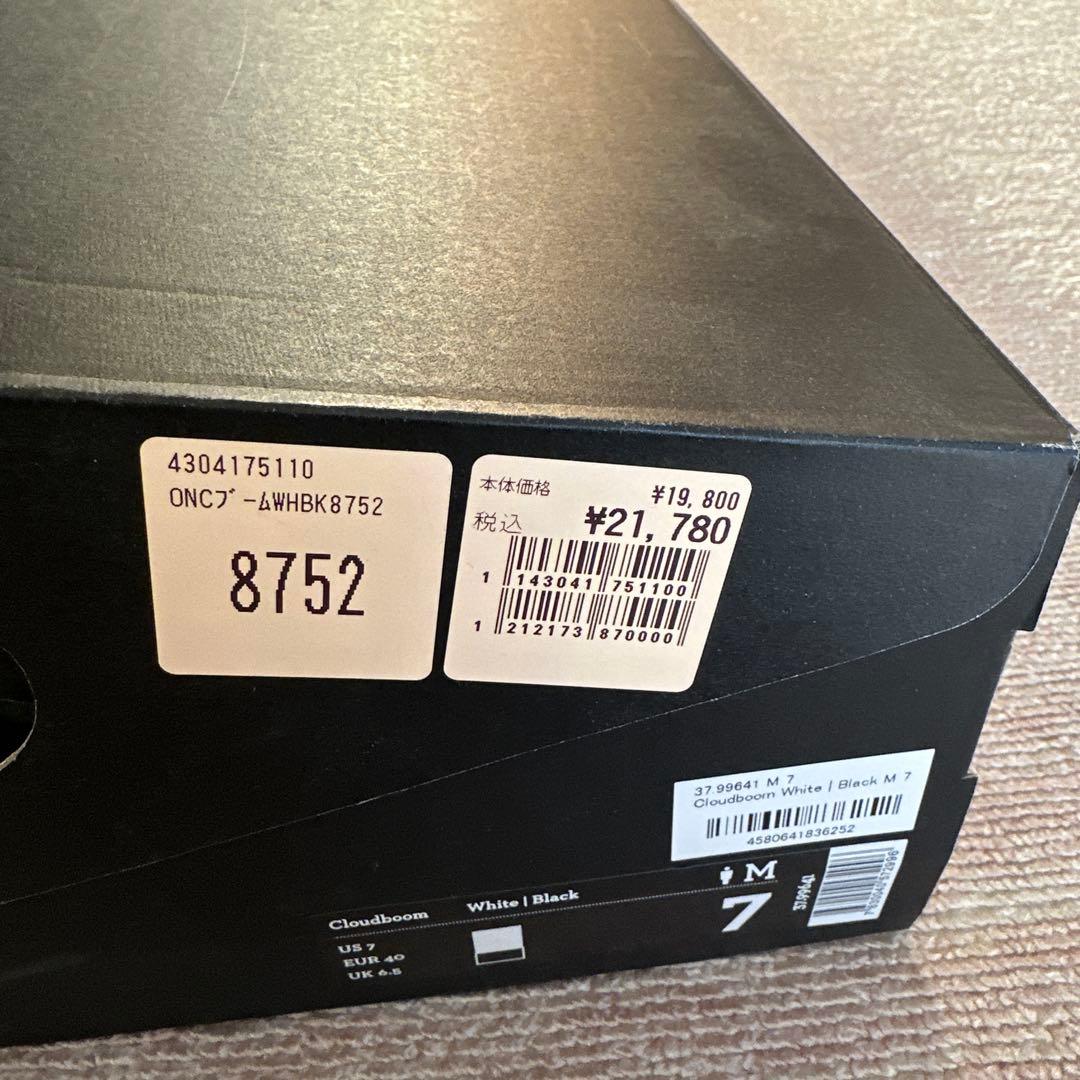 4304175110
ONCブームWHBK8752
8752
本体価格 ¥19,800
税込 ¥21,780
1 143041 751100
1 212173 870000
37.99641 M 7
Cloudboom White | Black M 7
4580641836252
M
7
37.99641
Cloudboom White | Black
US 7
EUR 40
UK 6.5